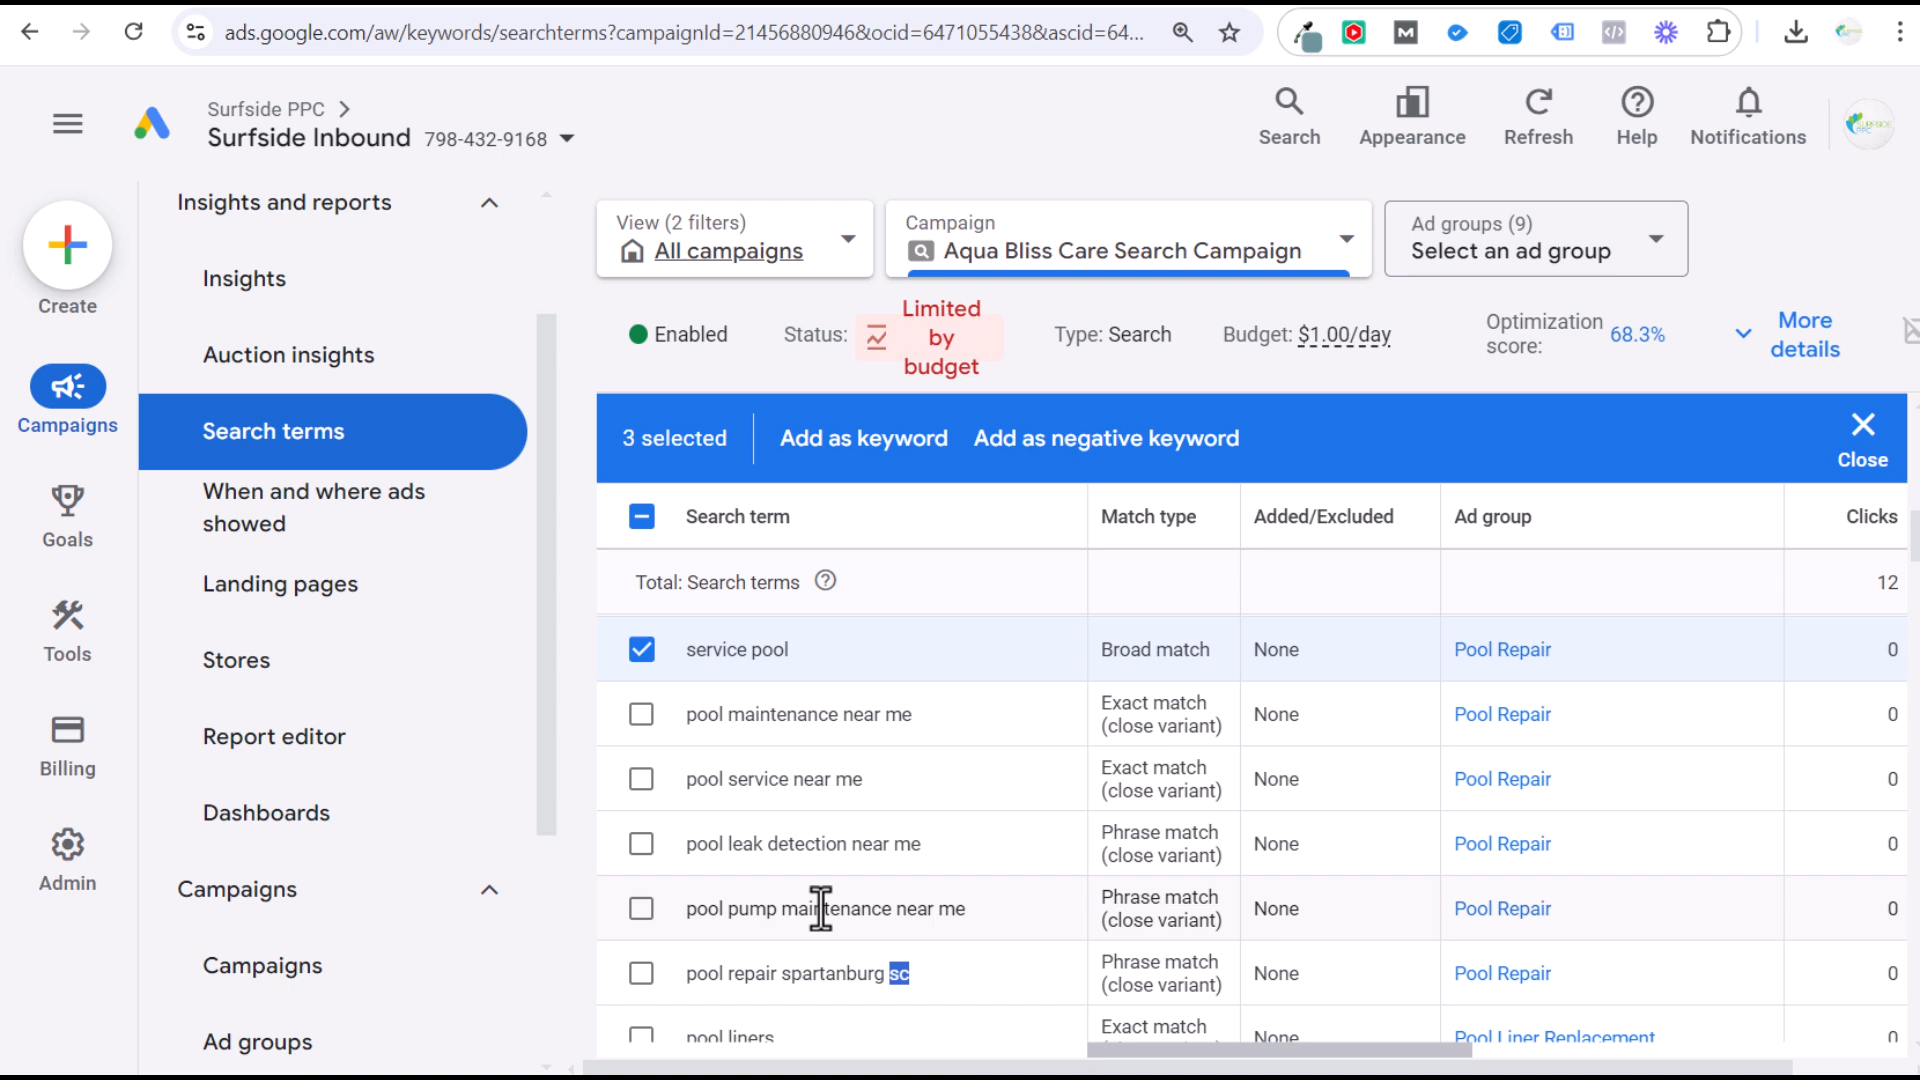 ads.google.com/aw/keywords/searchterms?campaignId=21456880946&ocid=6471055438&ascid=64...
Surfside PPC
Surfside Inbound 798-432-9168
Search
Appearance
Refresh
Help
Notifications
Create
Campaigns
Goals
Tools
Billing
Admin
Insights and reports
Insights
Auction insights
Search terms
When and where ads
showed
Landing pages
Stores
Report editor
Dashboards
Campaigns
Campaigns
Ad groups
View (2 filters)
All campaigns
Campaign
Aqua Bliss Care Search Campaign
Ad groups (9)
Select an ad group
Enabled
Status:
Limited
by
budget
Type: Search
Budget: $1.00/day
Optimization
score:
68.3%
More
details
3 selected
Add as keyword
Add as negative keyword
Close
Search term
Match type
Added/Excluded
Ad group
Clicks
Total: Search terms
12
service pool
Broad match
None
Pool Repair
0
pool maintenance near me
Exact match
(close variant)
None
Pool Repair
0
pool service near me
Exact match
(close variant)
None
Pool Repair
0
pool leak detection near me
Phrase match
(close variant)
None
Pool Repair
0
pool pump maintenance near me
Phrase match
(close variant)
None
Pool Repair
0
pool repair spartanburg sc
Phrase match
(close variant)
None
Pool Repair
0
pool liners
Exact match
None
Pool Liner Replacement
0